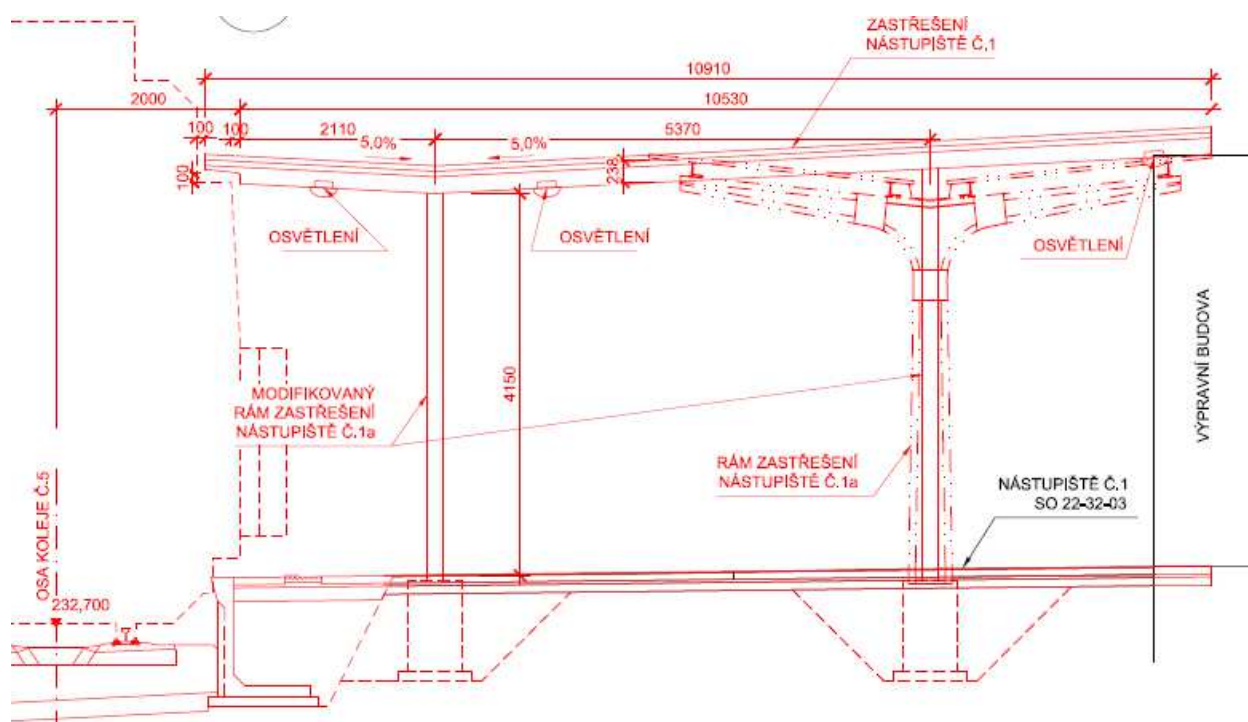 ZASTŘEŠENÍ
NÁSTUPIŠTĚ Č.1
10910
2000
10530
100
100
2110
5370
5,0%
5,0%
100
238
OSVĚTLENÍ
OSVĚTLENÍ
OSVĚTLENÍ
4150
VÝPRAVNÍ BUDOVA
MODIFIKOVANÝ
RÁM ZASTŘEŠENÍ
NÁSTUPIŠTĚ Č.1a
RÁM ZASTŘEŠENÍ
NÁSTUPIŠTĚ Č.1a
NÁSTUPIŠTĚ Č.1
SO 22-32-03
OSA KOLEJE Č.5
232,700